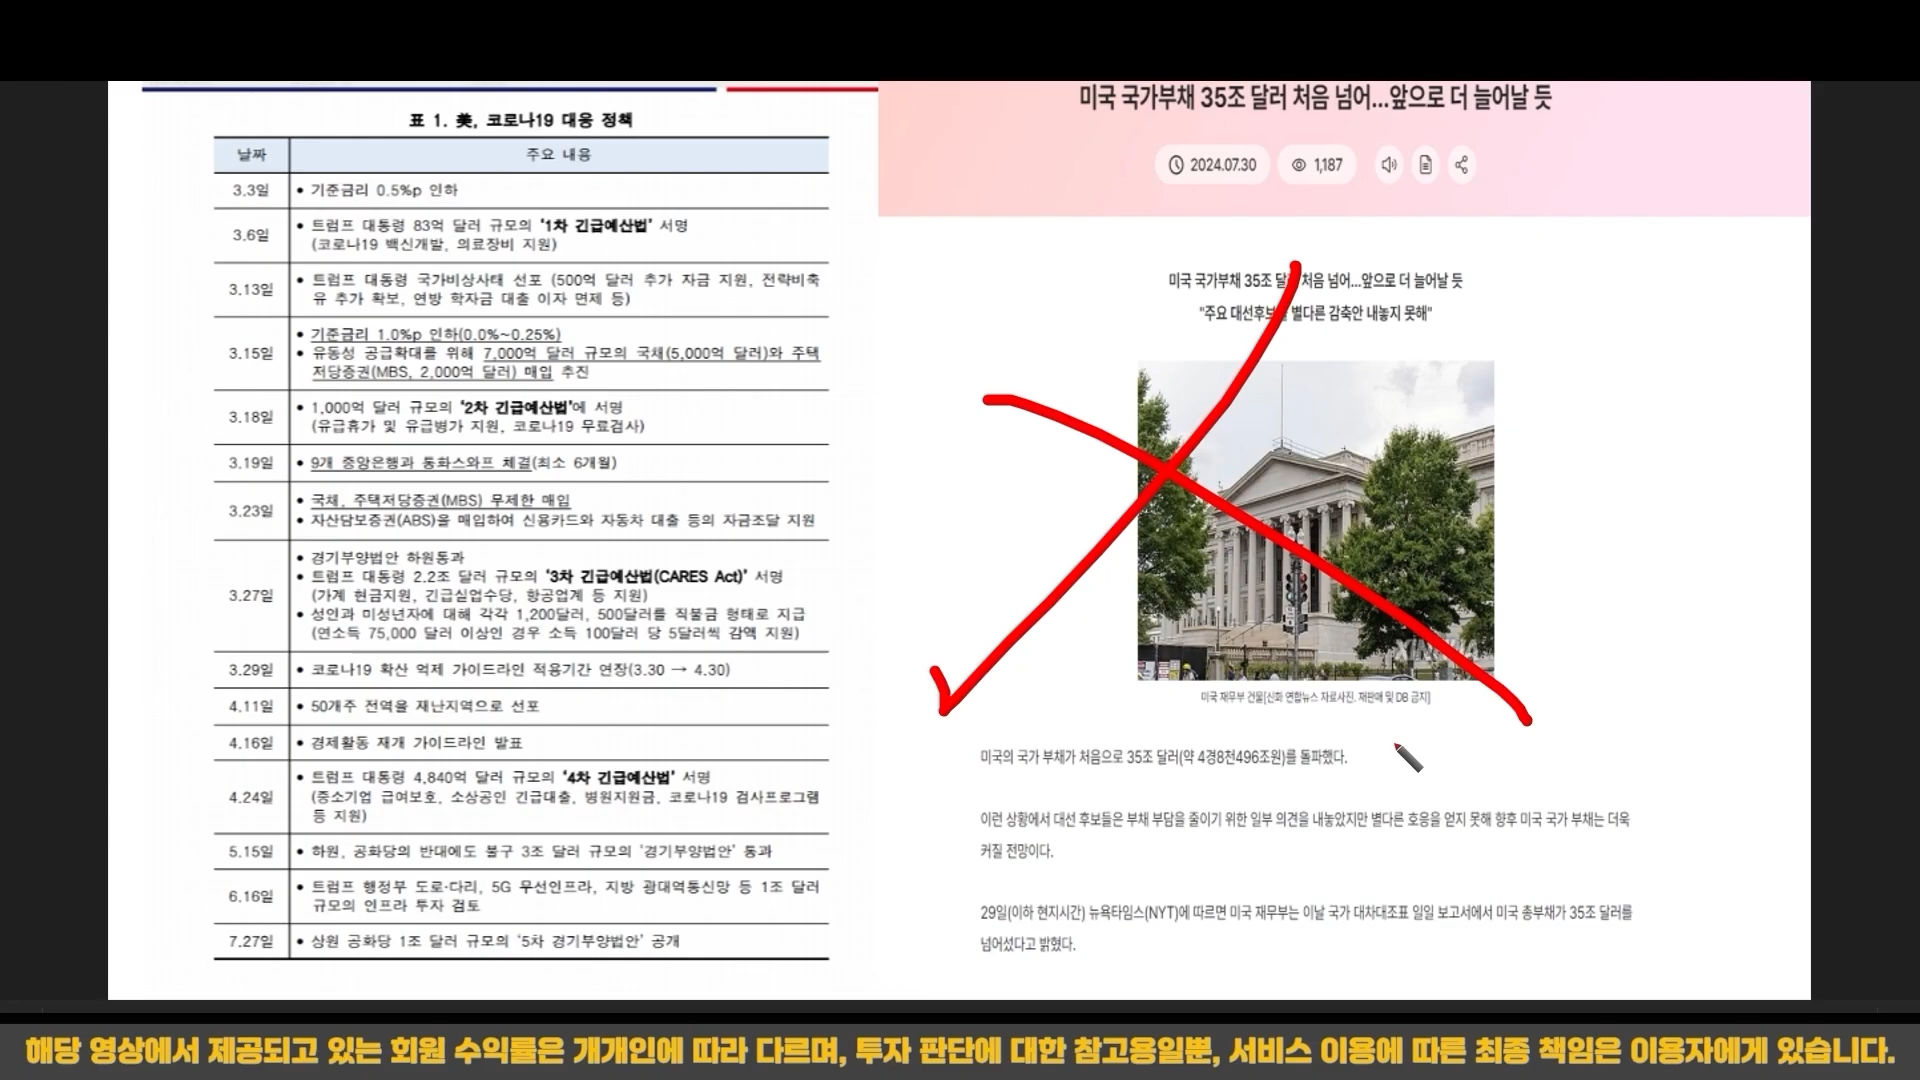 표 1. 美, 코로나19 대응 정책
날짜 주요 내용
3.3일 • 기준금리 0.5%p 인하
3.6일 • 트럼프 대통령 83억 달러 규모의 '1차 긴급예산법' 서명
(코로나19 백신개발, 의료장비 지원)
3.13일 • 트럼프 대통령 국가비상사태 선포 (500억 달러 추가 자금 지원, 전략비축
유 추가 확보, 연방 학자금 대출 이자 면제 등)
3.15일 • 기준금리 1.0%p 인하(0.0%~0.25%)
• 유동성 공급확대를 위해 7,000억 달러 규모의 국채(5,000억 달러)와 주택
저당증권(MBS, 2,000억 달러) 매입 추진
3.18일 • 1,000억 달러 규모의 '2차 긴급예산법'에 서명
(유급휴가 및 유급병가 지원, 코로나19 무료검사)
3.19일 • 9개 중앙은행과 통화스와프 체결(최소 6개월)
3.23일 • 국채, 주택저당증권(MBS) 무제한 매입
• 자산담보증권(ABS)을 매입하여 신용카드와 자동차 대출 등의 자금조달 지원
3.27일 • 경기부양법안 하원통과
• 트럼프 대통령 2.2조 달러 규모의 '3차 긴급예산법(CARES Act)' 서명
(가계 현금지원, 긴급실업수당, 항공업계 등 지원)
• 성인과 미성년자에 대해 각각 1,200달러, 500달러를 직불금 형태로 지급
(연소득 75,000 달러 이상인 경우 소득 100달러 당 5달러씩 감액 지원)
3.29일 • 코로나19 확산 억제 가이드라인 적용기간 연장(3.30 → 4.30)
4.11일 • 50개주 전역을 재난지역으로 선포
4.16일 • 경제활동 재개 가이드라인 발표
4.24일 • 트럼프 대통령 4,840억 달러 규모의 '4차 긴급예산법' 서명
(중소기업 급여보호, 소상공인 긴급대출, 병원지원금, 코로나19 검사프로그램
등 지원)
5.15일 • 하원, 공화당의 반대에도 불구 3조 달러 규모의 '경기부양법안' 통과
6.16일 • 트럼프 행정부 도로·다리, 5G 무선인프라, 지방 광대역통신망 등 1조 달러
규모의 인프라 투자 검토
7.27일 • 상원 공화당 1조 달러 규모의 '5차 경기부양법안' 공개
미국 국가부채 35조 달러 처음 넘어...앞으로 더 늘어날 듯
2024.07.30 1,187
미국 국가부채 35조 달러 처음 넘어...앞으로 더 늘어날 듯
"주요 대선후보들 별다른 감축안 내놓지 못해"
미국 재무부 건물[신화 연합뉴스 자료사진. 재판매 및 DB 금지]
미국의 국가 부채가 처음으로 35조 달러(약 4경8천496조원)를 돌파했다.
이런 상황에서 대선 후보들은 부채 부담을 줄이기 위한 일부 의견을 내놓았지만 별다른 호응을 얻지 못해 향후 미국 국가 부채는 더욱
커질 전망이다.
29일(이하 현지시간) 뉴욕타임스(NYT)에 따르면 미국 재무부는 이날 국가 대차대조표 일일 보고서에서 미국 총부채가 35조 달러를
넘어섰다고 밝혔다.
해당 영상에서 제공되고 있는 회원 수익률은 개개인에 따라 다르며, 투자 판단에 대한 참고용일뿐, 서비스 이용에 따른 최종 책임은 이용자에게 있습니다.